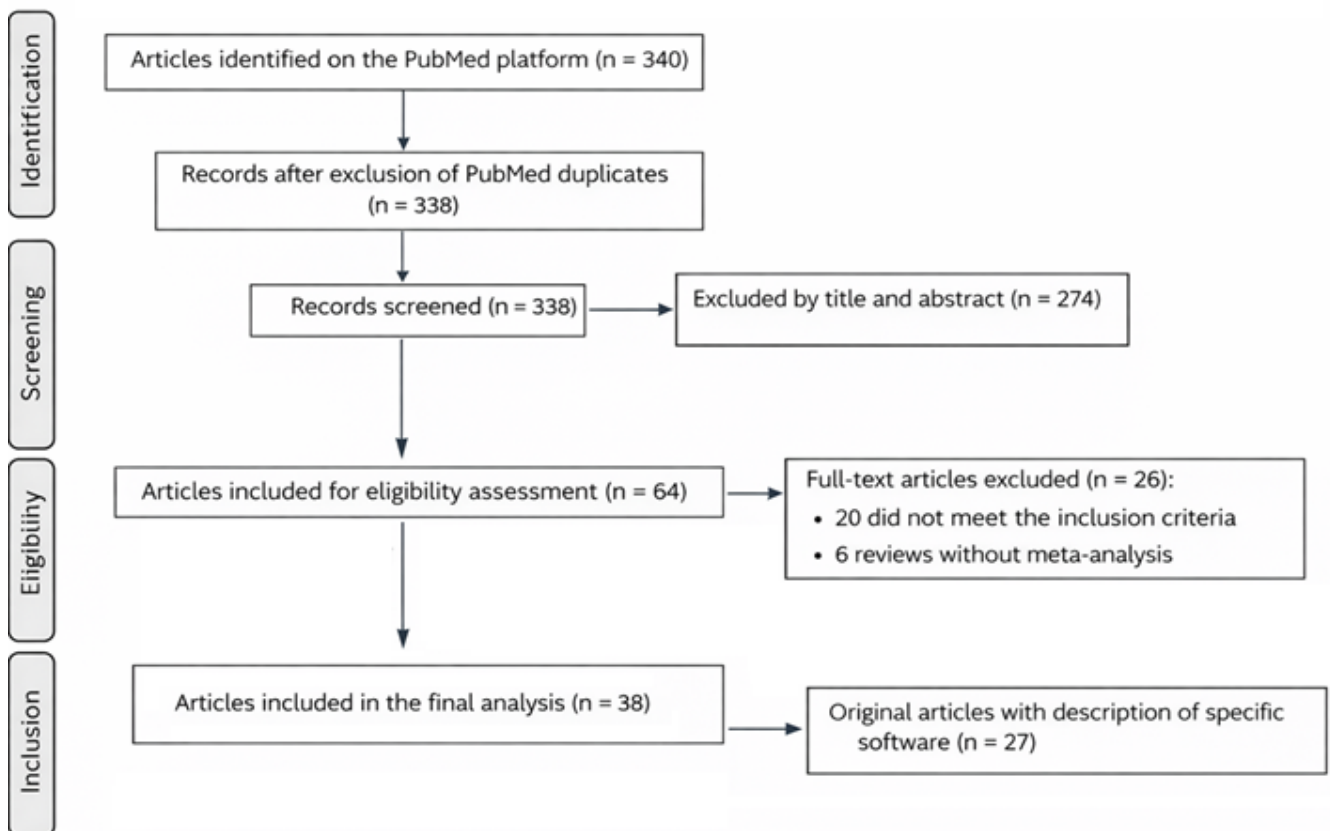 Identification
Articles identified on the PubMed platform (n = 340)
Records after exclusion of PubMed duplicates
(n = 338)
Screening
Records screened (n = 338)
Excluded by title and abstract (n = 274)
Eligibiliny
Articles included for eligibility assessment (n = 64)
Full-text articles excluded (n = 26):
• 20 did not meet the inclusion criteria
• 6 reviews without meta-analysis
Inclusion
Articles included in the final analysis (n = 38)
Original articles with description of specific
software (n = 27)